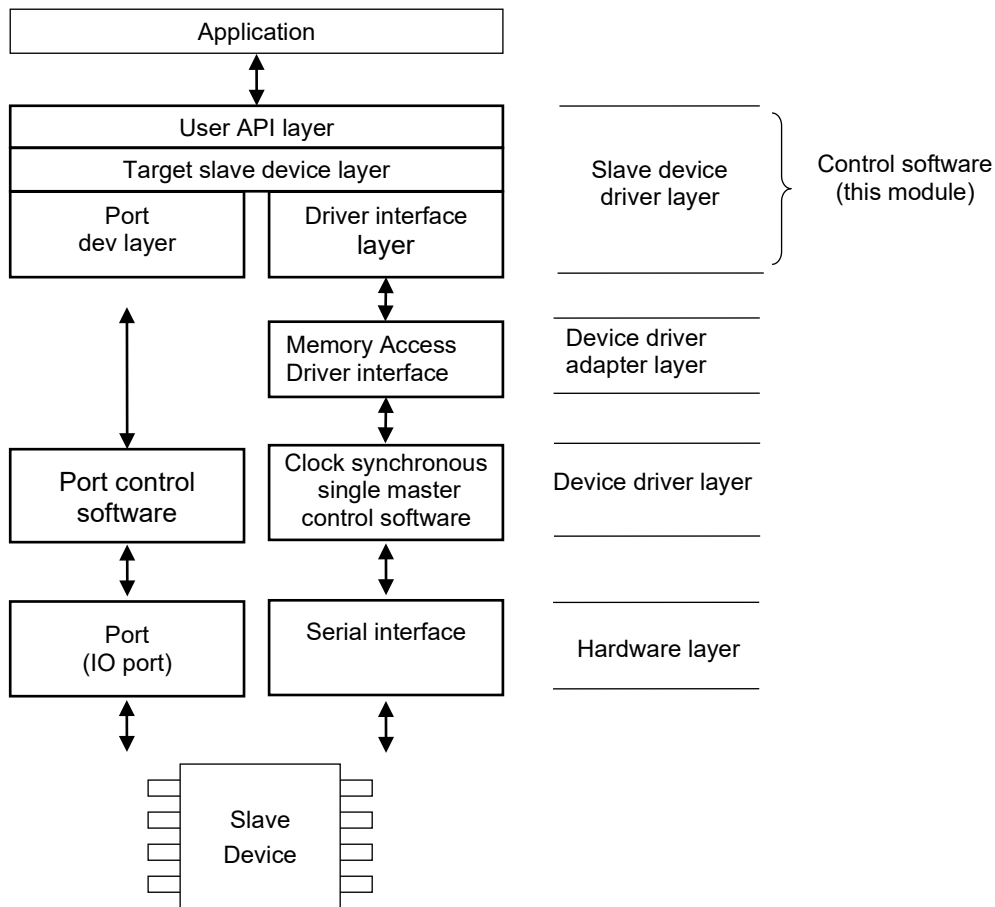 Application
User API layer
Target slave device layer
Port
dev layer
Driver interface
layer
Slave device
driver layer
Control software
(this module)
Memory Access
Driver interface
Device driver
adapter layer
Port control
software
Clock synchronous
single master
control software
Device driver layer
Port
(IO port)
Serial interface
Hardware layer
Slave
Device